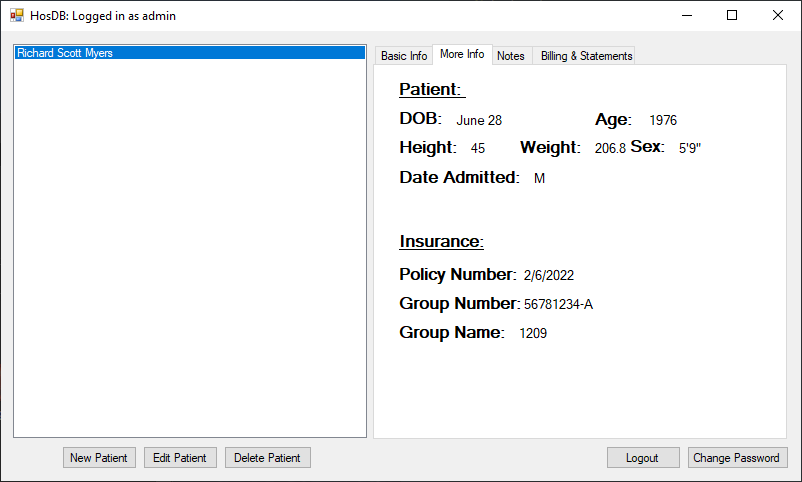 HosDB: Logged in as admin
Richard Scott Myers
Basic Info More Info Notes Billing & Statements
Patient:
DOB: June 28 Age: 1976
Height: 45 Weight: 206.8 Sex: 5'9"
Date Admitted: M
Insurance:
Policy Number: 2/6/2022
Group Number: 56781234-A
Group Name: 1209
New Patient Edit Patient Delete Patient Logout Change Password